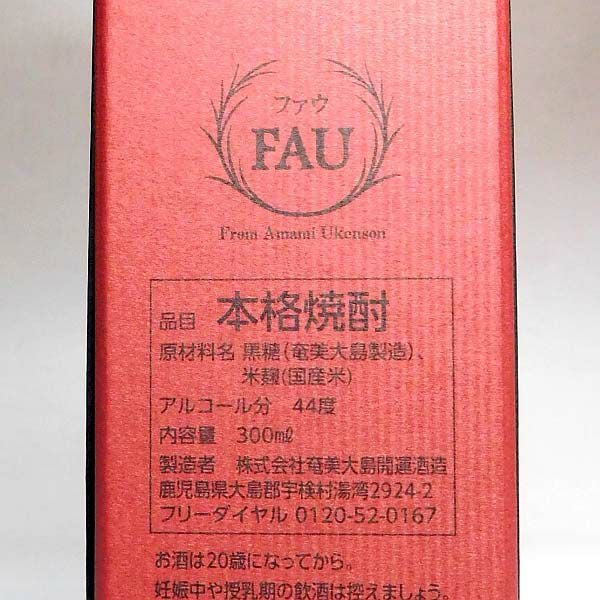 ファウ
FAU
From Amami Ukenson
品目 本格焼酎
原材料名 黒糖(奄美大島製造)、
米麹(国産米)
アルコール分 44度
内容量 300mℓ
製造者 株式会社奄美大島開運酒造
鹿児島県大島郡宇検村湯湾2924-2
フリーダイヤル 0120-52-0167
お酒は20歳になってから。
妊娠中や授乳期の飲酒は控えましょう。